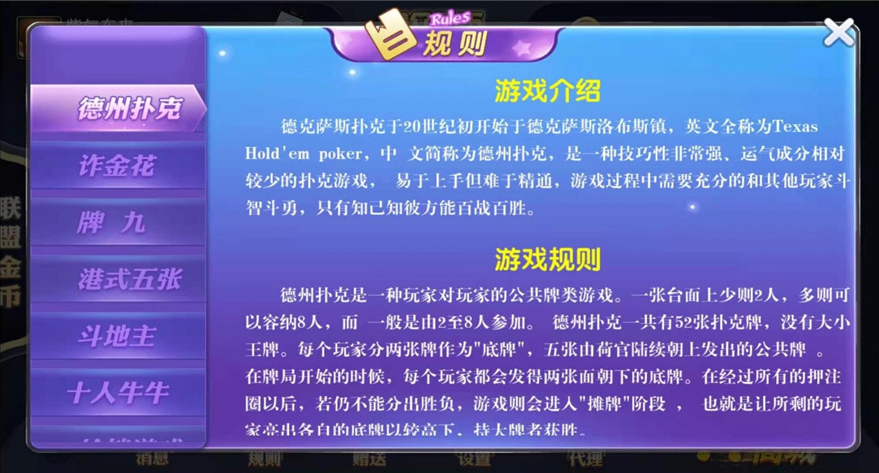 Rules
规则
德州扑克
诈金花
牌九
港式五张
斗地主
十人牛牛
游戏介绍
德克萨斯扑克于20世纪初开始于德克萨斯洛布斯镇，英文全称为Texas
Hold'em poker，中 文简称为德州扑克，是一种技巧性非常强、运气成分相对
较少的扑克游戏， 易于上手但难于精通，游戏过程中需要充分的和其他玩家斗
智斗勇，只有知己知彼方能百战百胜。
游戏规则
德州扑克是一种玩家对玩家的公共牌类游戏。一张台面上少则2人，多则可
以容纳8人，而 一般是由2至8人参加。 德州扑克一共有52张扑克牌，没有大小
王牌。每个玩家分两张牌作为"底牌"，五张由荷官陆续朝上发出的公共牌 。
在牌局开始的时候，每个玩家都会发得两张面朝下的底牌。在经过所有的押注
圈以后，若仍不能分出胜负，游戏则会进入"摊牌"阶段 ， 也就是让所剩的玩
家亮出各自的底牌以较高下，持大牌者获胜。
联盟金币
消息
规则
赠送
设置
代理
商城